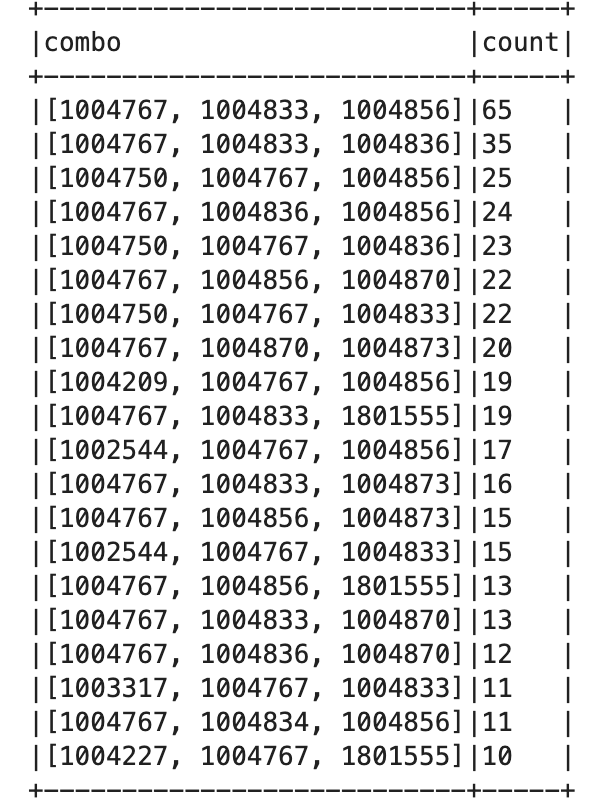 +----------------------------+-----+
|combo                       |count|
+----------------------------+-----+
|[1004767, 1004833, 1004856]|65   |
|[1004767, 1004833, 1004836]|35   |
|[1004750, 1004767, 1004856]|25   |
|[1004767, 1004836, 1004856]|24   |
|[1004750, 1004767, 1004836]|23   |
|[1004767, 1004856, 1004870]|22   |
|[1004750, 1004767, 1004833]|22   |
|[1004767, 1004870, 1004873]|20   |
|[1004209, 1004767, 1004856]|19   |
|[1004767, 1004833, 1801555]|19   |
|[1002544, 1004767, 1004856]|17   |
|[1004767, 1004833, 1004873]|16   |
|[1004767, 1004856, 1004873]|15   |
|[1002544, 1004767, 1004833]|15   |
|[1004767, 1004856, 1801555]|13   |
|[1004767, 1004833, 1004870]|13   |
|[1004767, 1004836, 1004870]|12   |
|[1003317, 1004767, 1004833]|11   |
|[1004767, 1004834, 1004856]|11   |
|[1004227, 1004767, 1801555]|10   |
+----------------------------+-----+